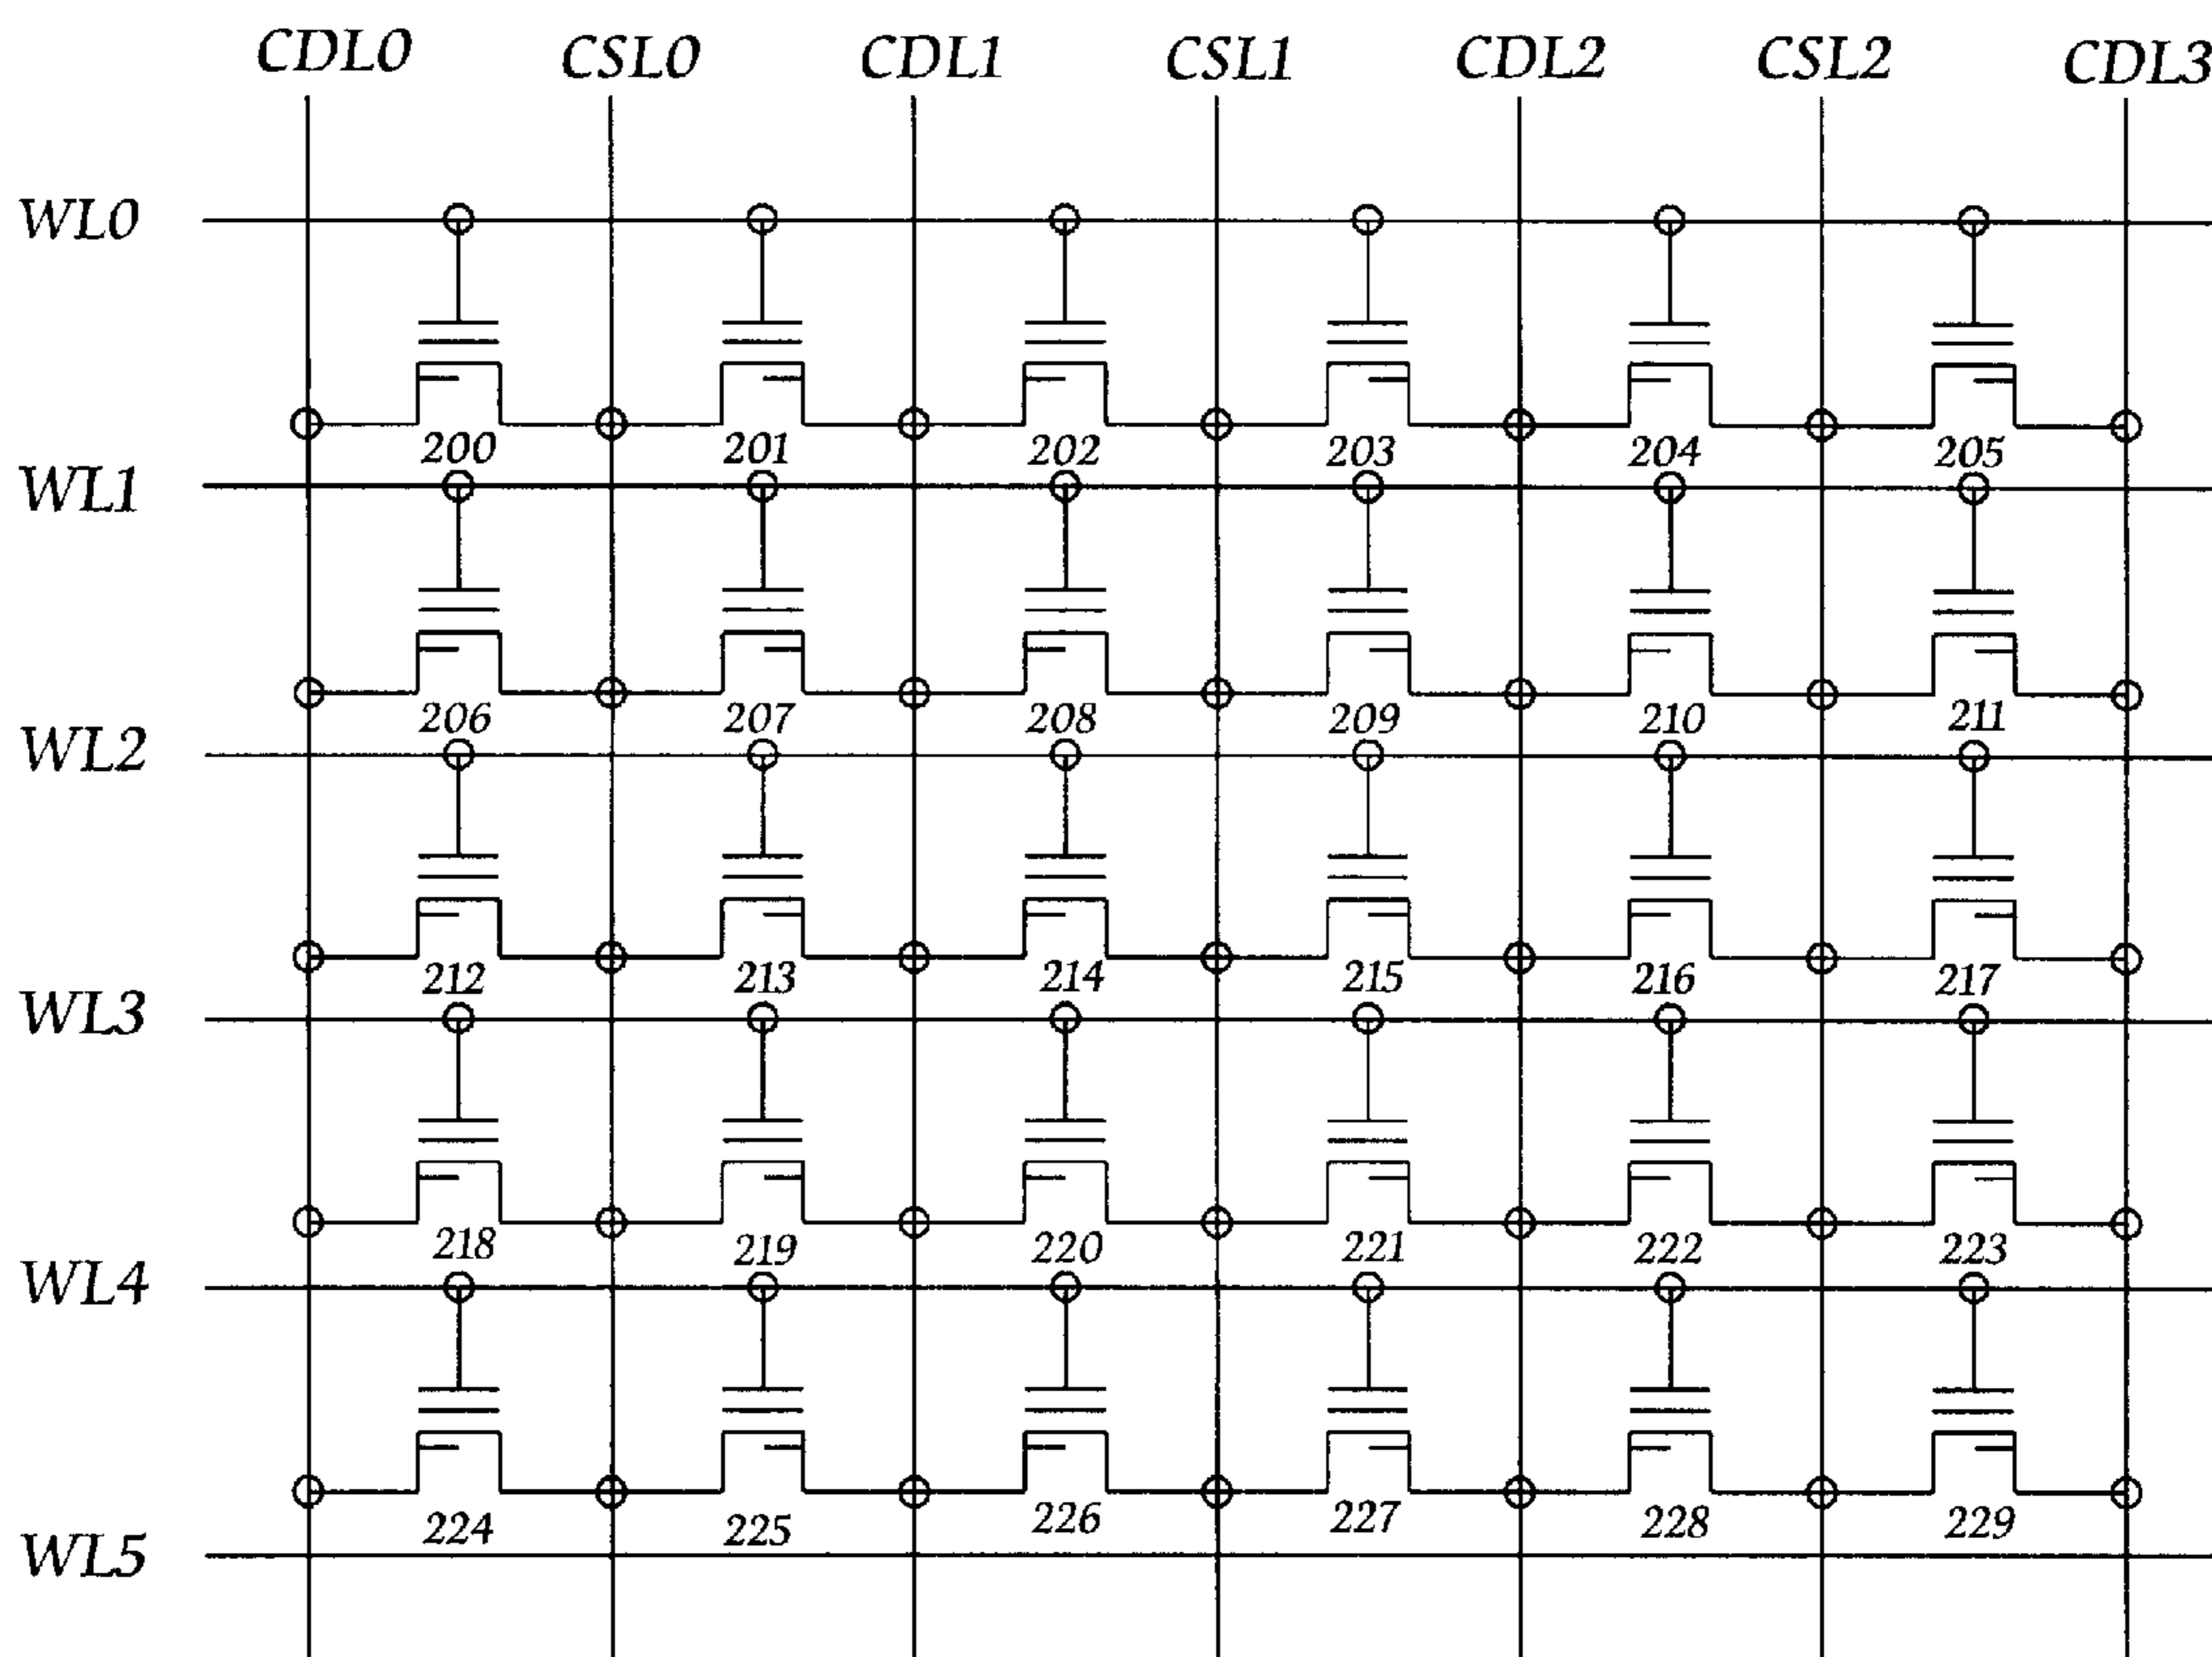 CDL0 CSL0 CDL1 CSL1 CDL2 CSL2 CDL3
WL0
200 201 202 203 204 205
WL1
206 207 208 209 210 211
WL2
212 213 214 215 216 217
WL3
218 219 220 221 222 223
WL4
224 225 226 227 228 229
WL5